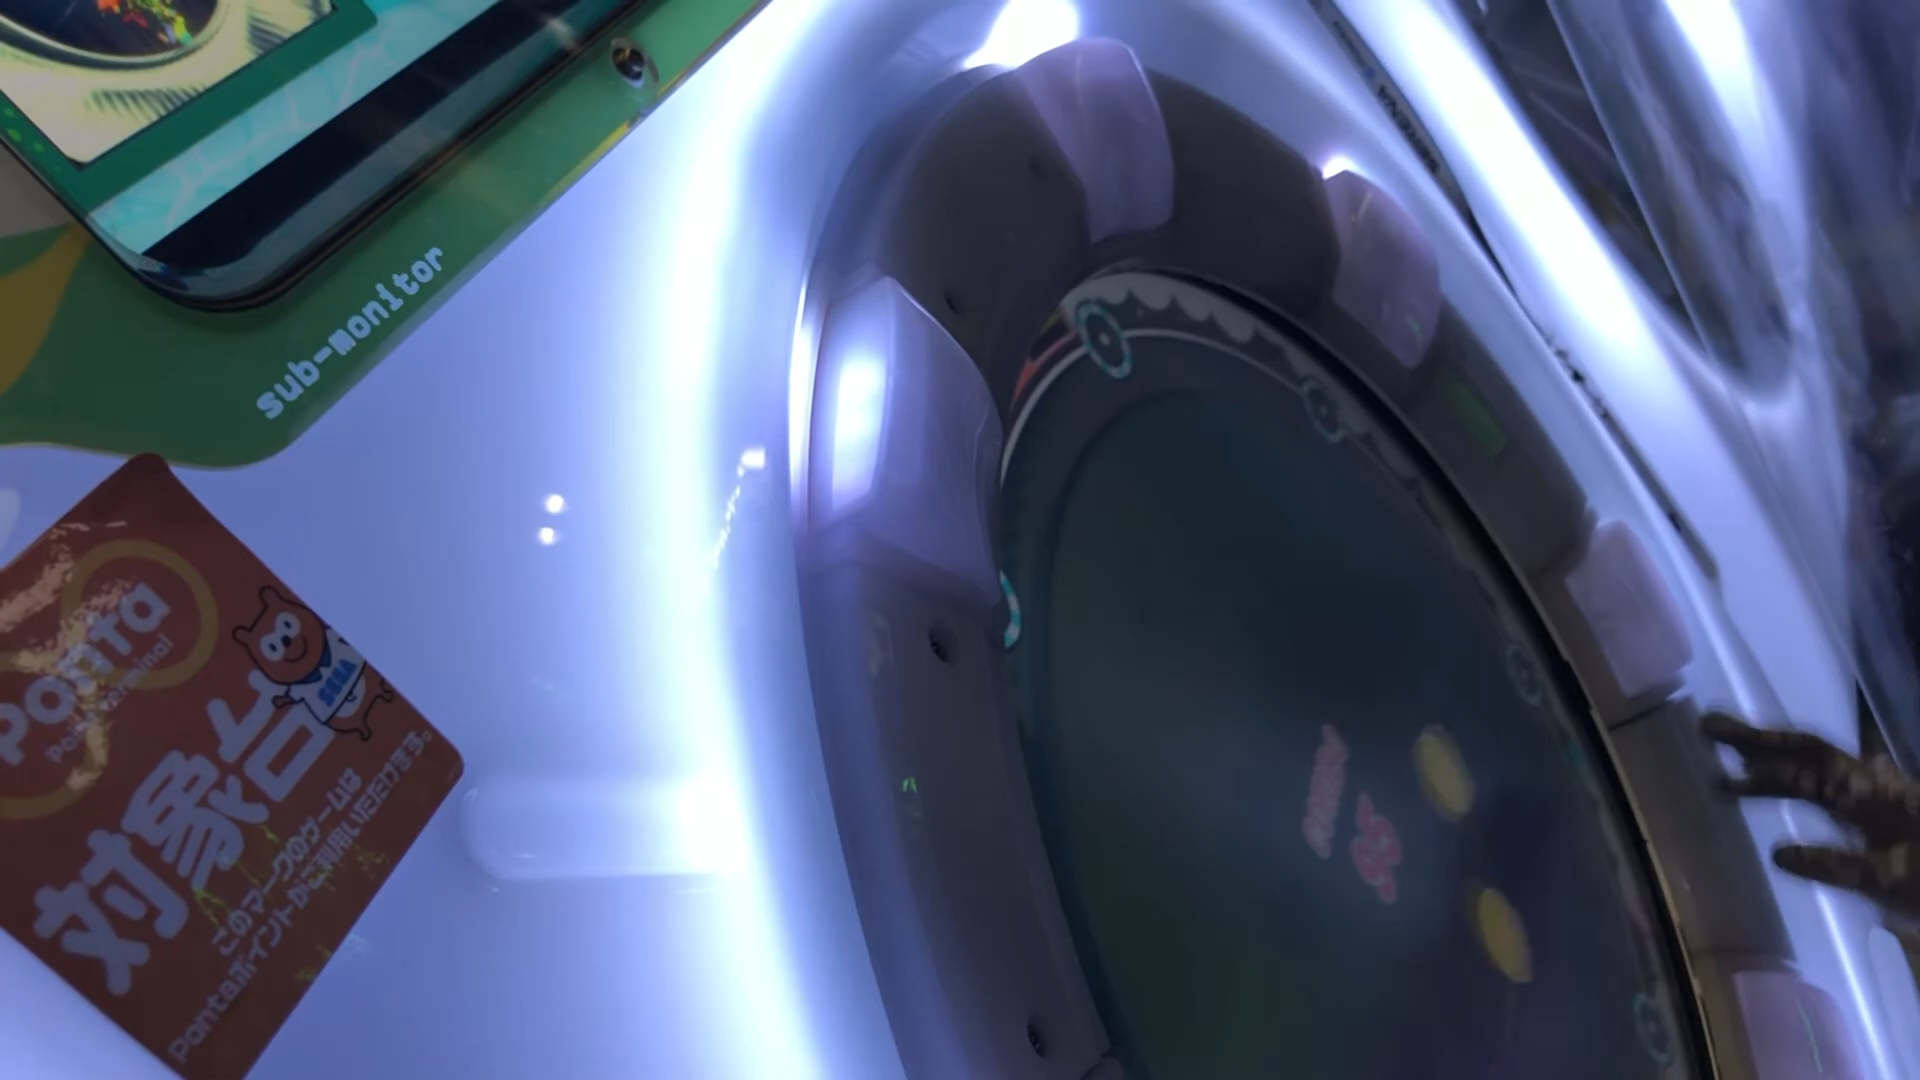 sub-monitor
Ponta
Point Terminal
SEGA
対象台
このマークのゲームは
Pontaポイントがご利用いただけます。